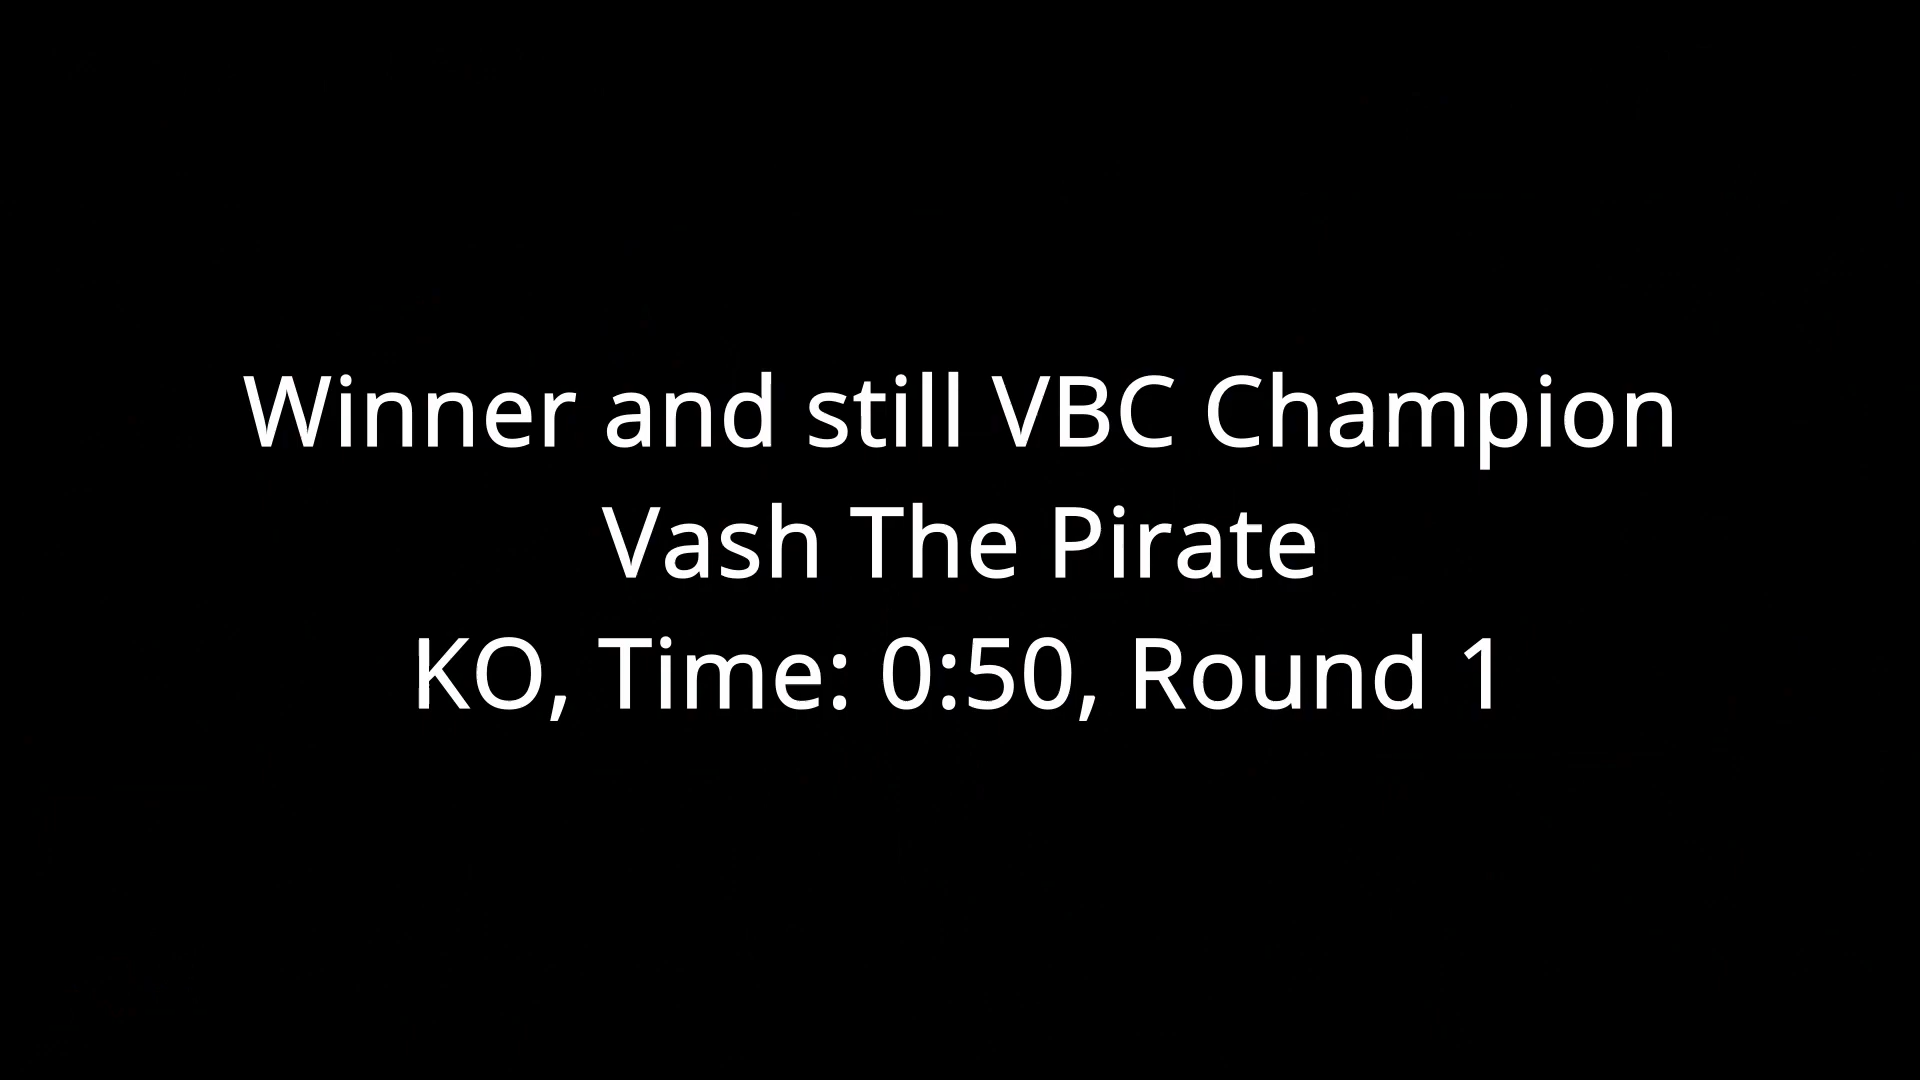 Winner and still VBC Champion
Vash The Pirate
KO, Time: 0:50, Round 1